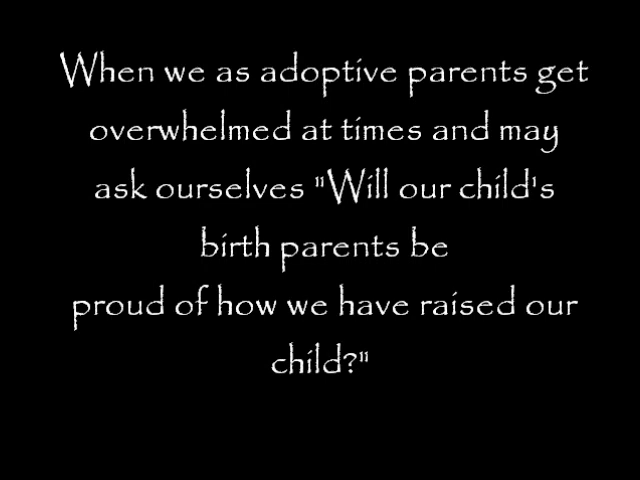 When we as adoptive parents get
overwhelmed at times and may
ask ourselves "Will our child's
birth parents be
proud of how we have raised our
child?"